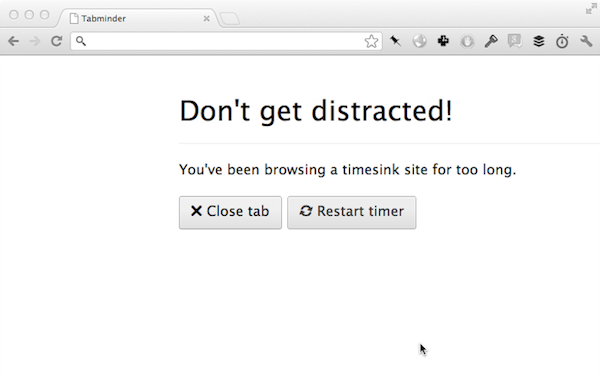 Tabminder
Don't get distracted!
You've been browsing a timesink site for too long.
Close tab
Restart timer